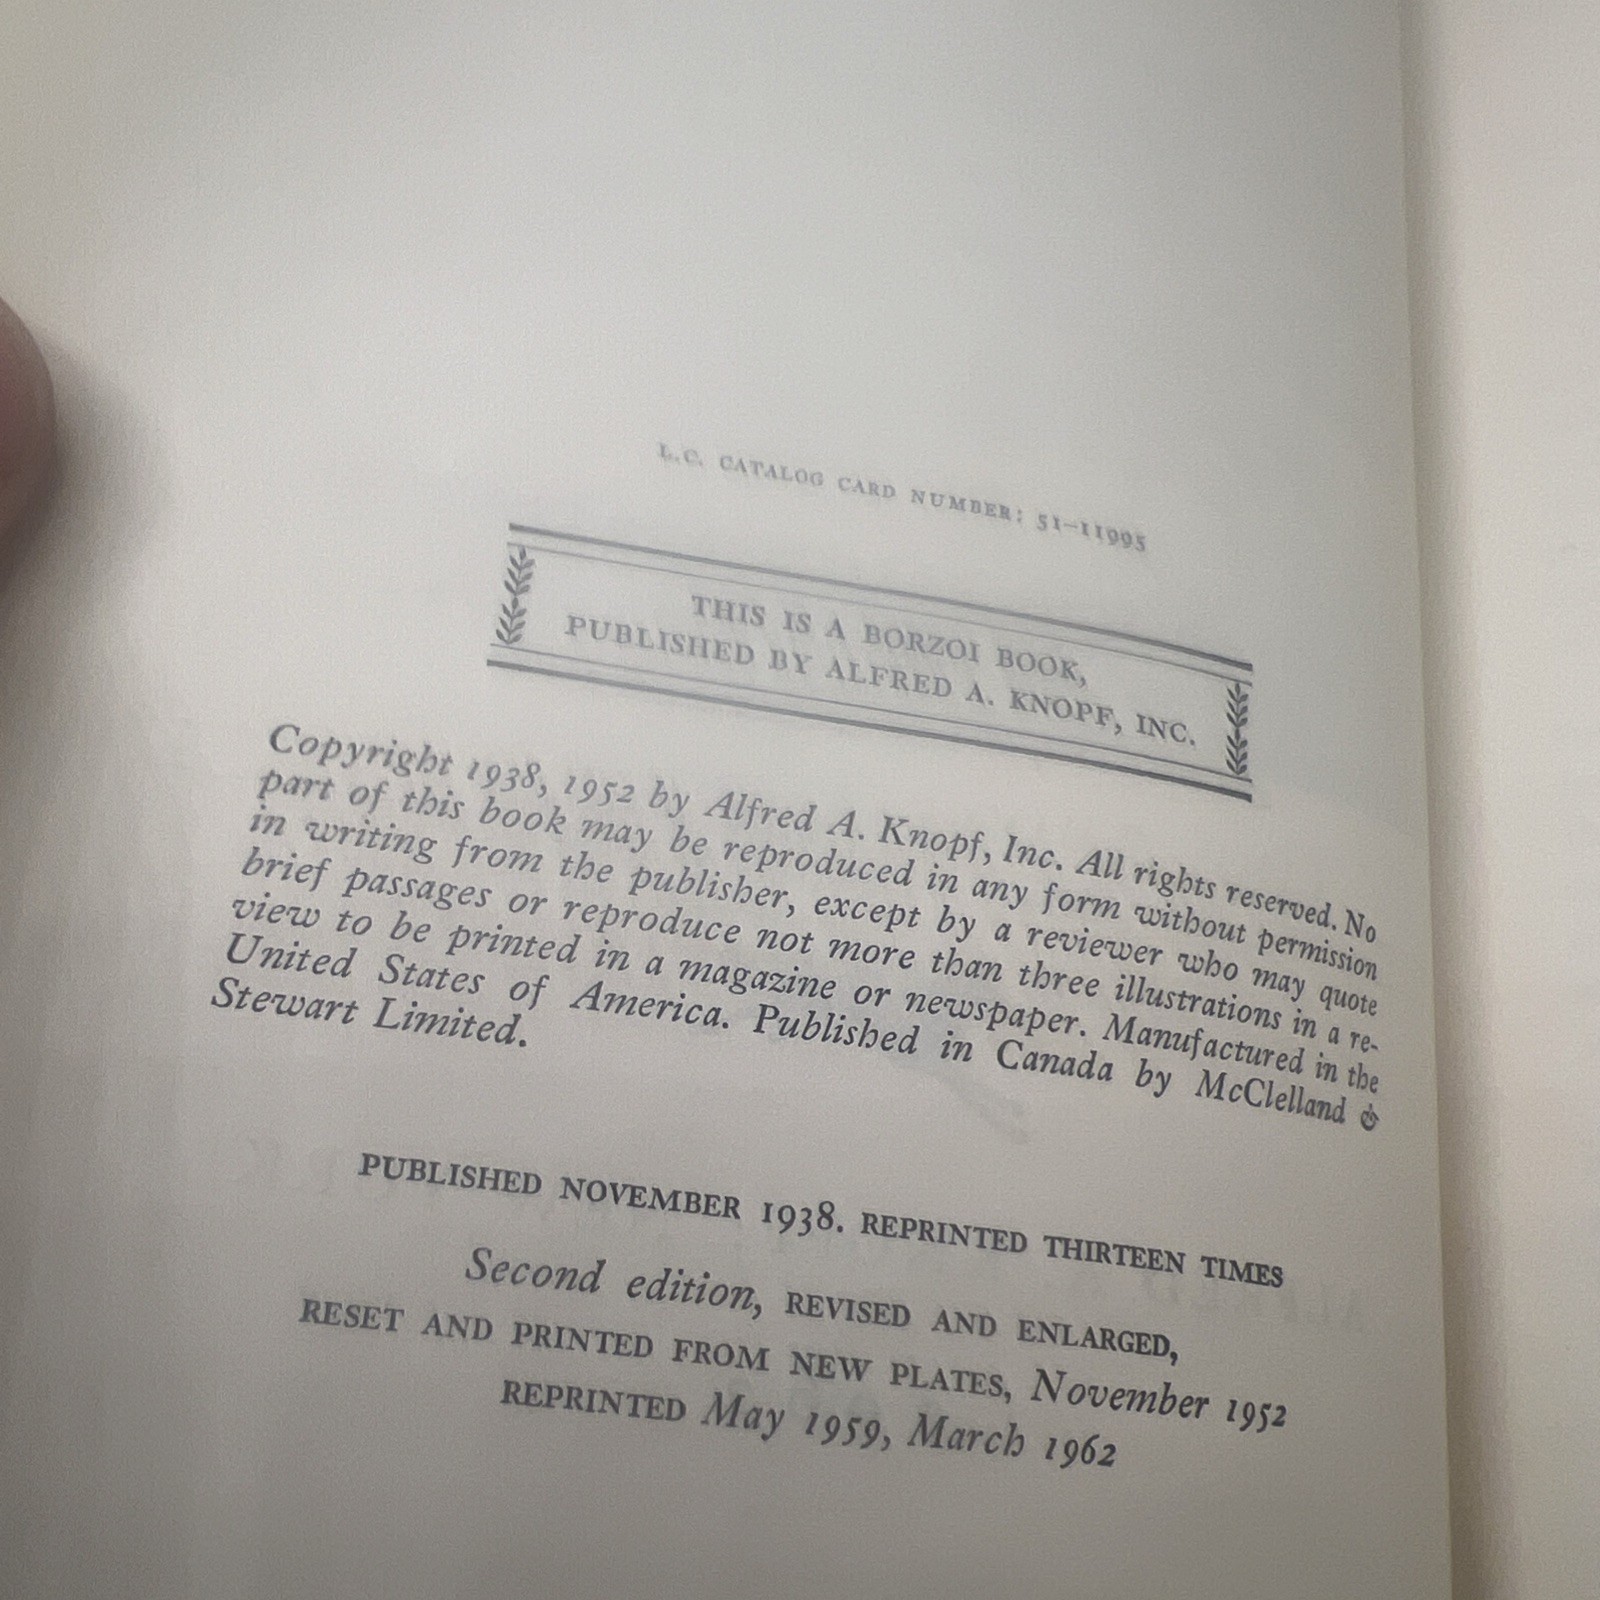 L.C. CATALOG CARD NUMBER: 51–11995
THIS IS A BORZOI BOOK,
PUBLISHED BY ALFRED A. KNOPF, INC.
Copyright 1938, 1952 by Alfred A. Knopf, Inc. All rights reserved. No
part of this book may be reproduced in any form without permission
in writing from the publisher, except by a reviewer who may quote
brief passages or reproduce not more than three illustrations in a re-
view to be printed in a magazine or newspaper. Manufactured in the
United States of America. Published in Canada by McClelland &
Stewart Limited.
PUBLISHED NOVEMBER 1938. REPRINTED THIRTEEN TIMES
Second edition, REVISED AND ENLARGED,
RESET AND PRINTED FROM NEW PLATES, November 1952
REPRINTED May 1959, March 1962